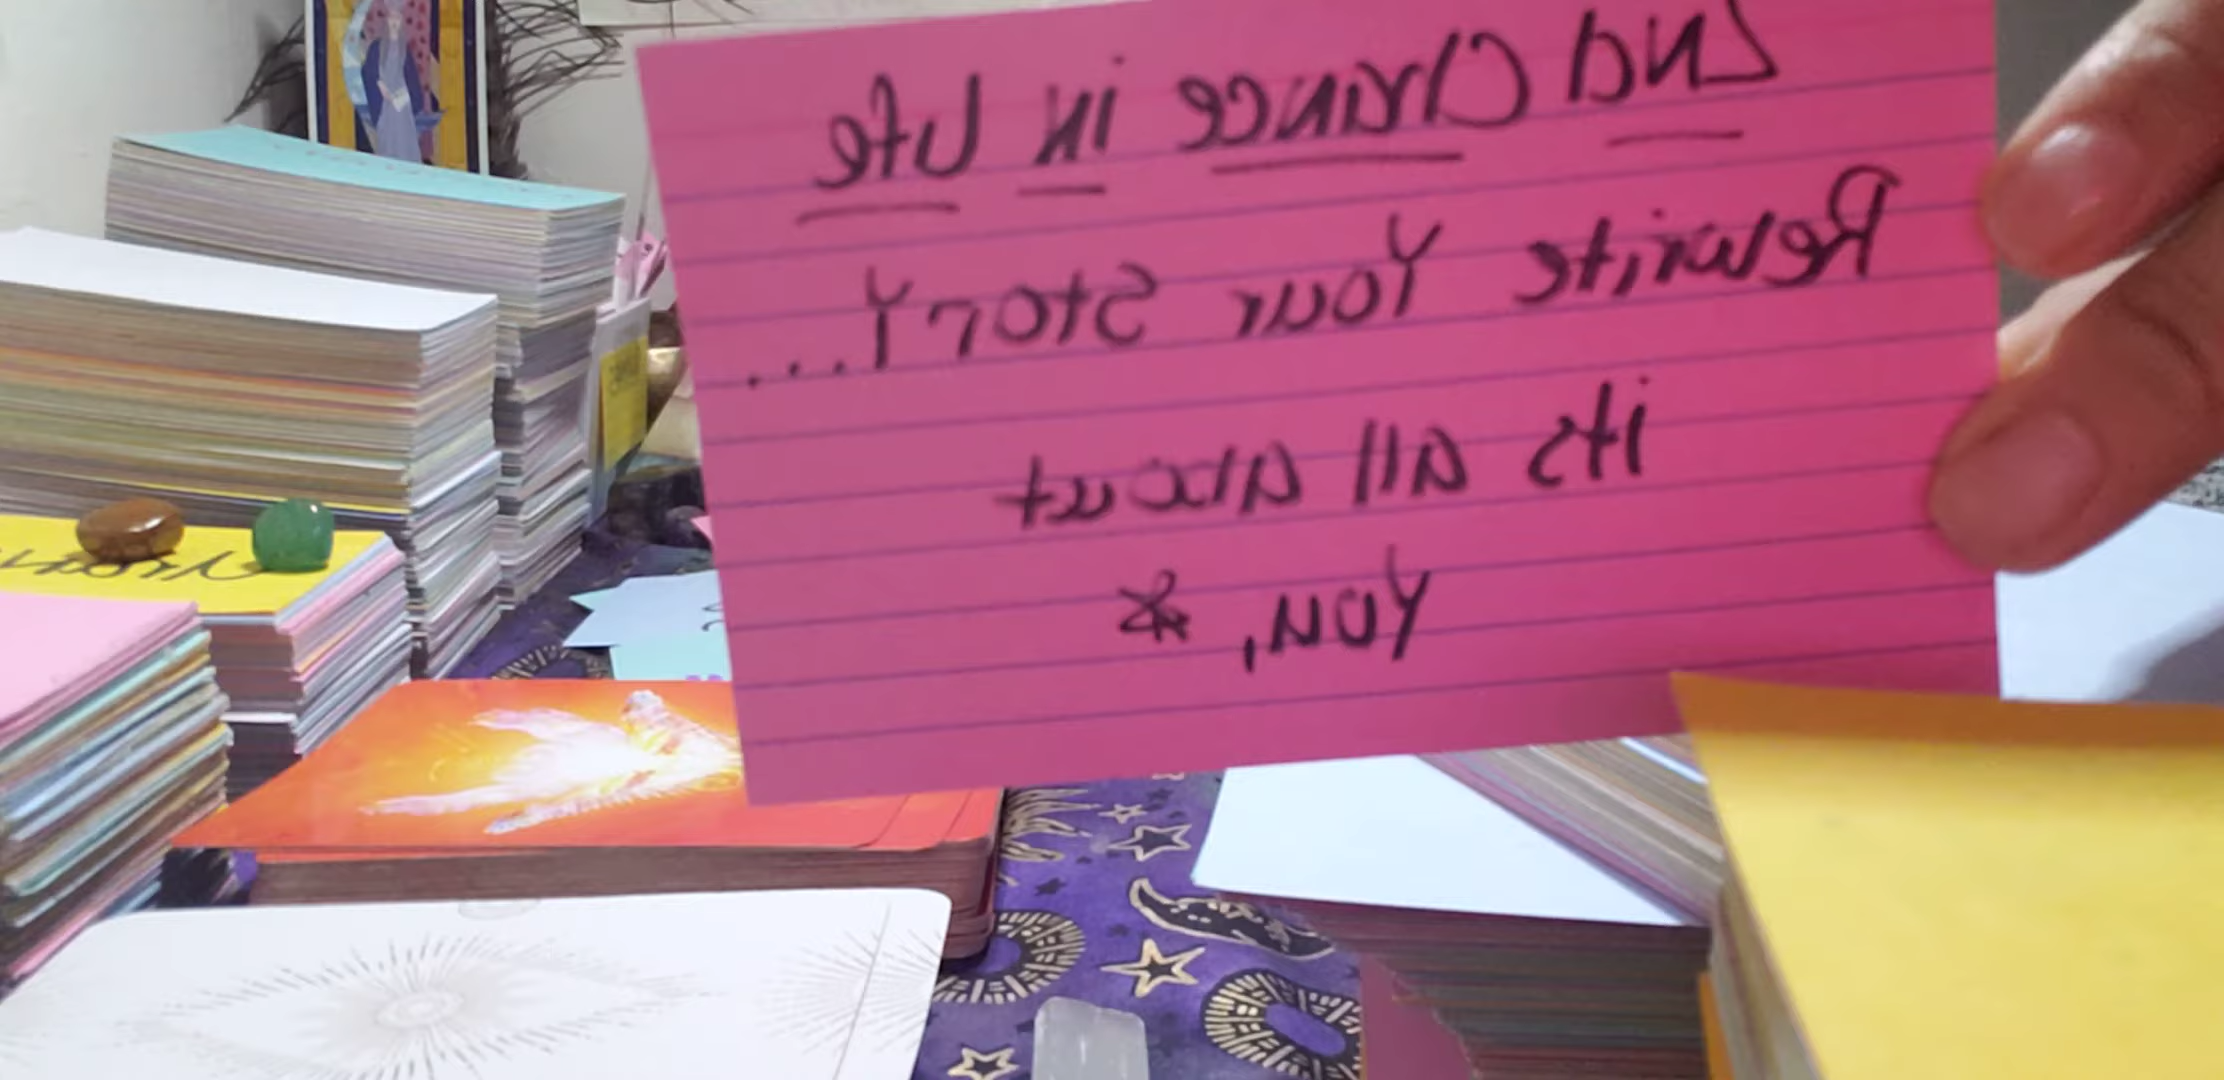 2nd Chance in Life
Rewrite Your Story...
its all about
You, &